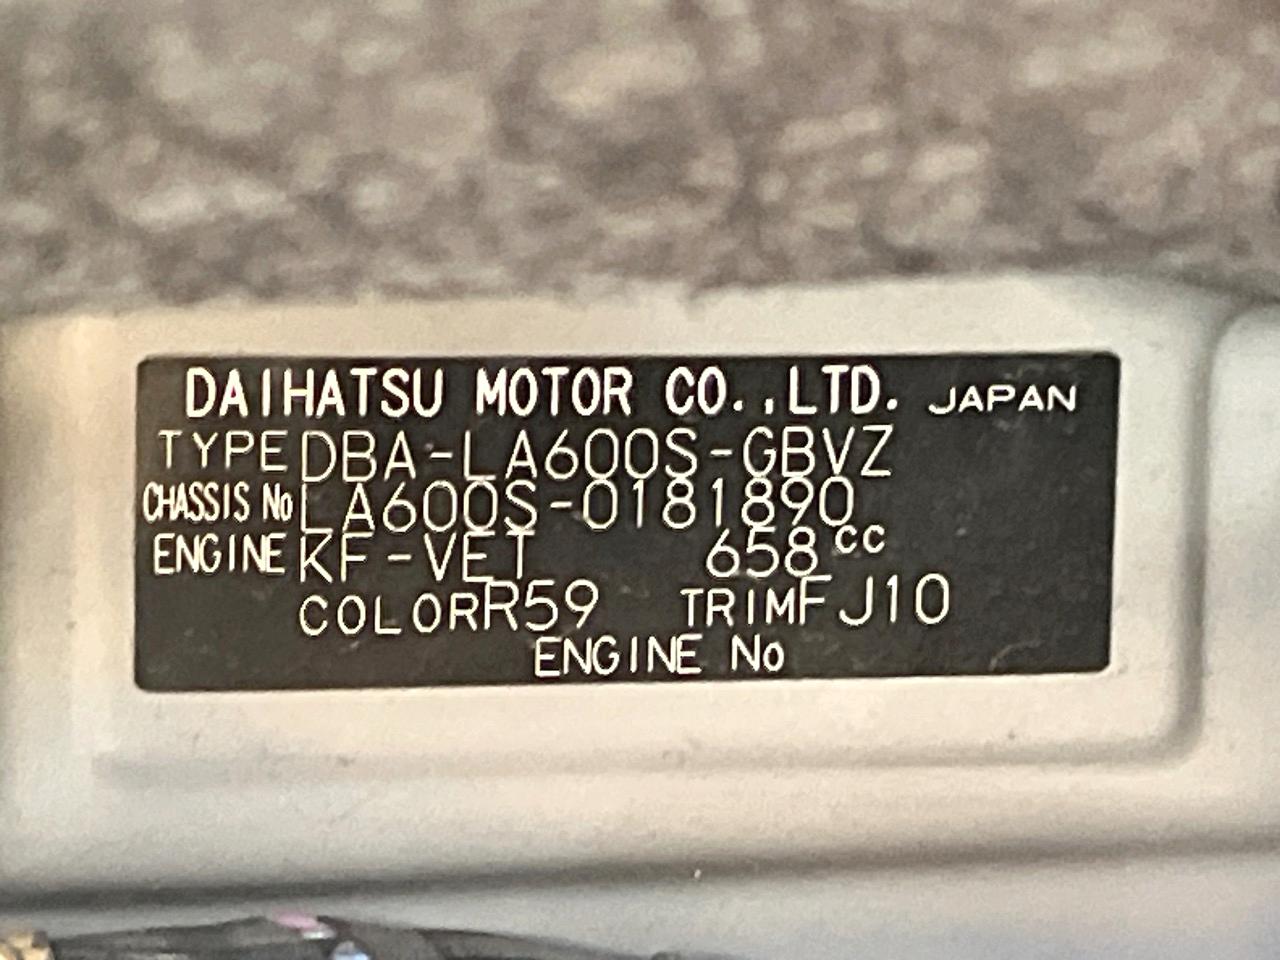 DAIHATSU MOTOR CO.,LTD. JAPAN
TYPE DBA-LA600S-GBVZ
CHASSIS No LA600S-0181890
ENGINE KF-VET 658cc
COLOR R59 TRIM FJ10
ENGINE No